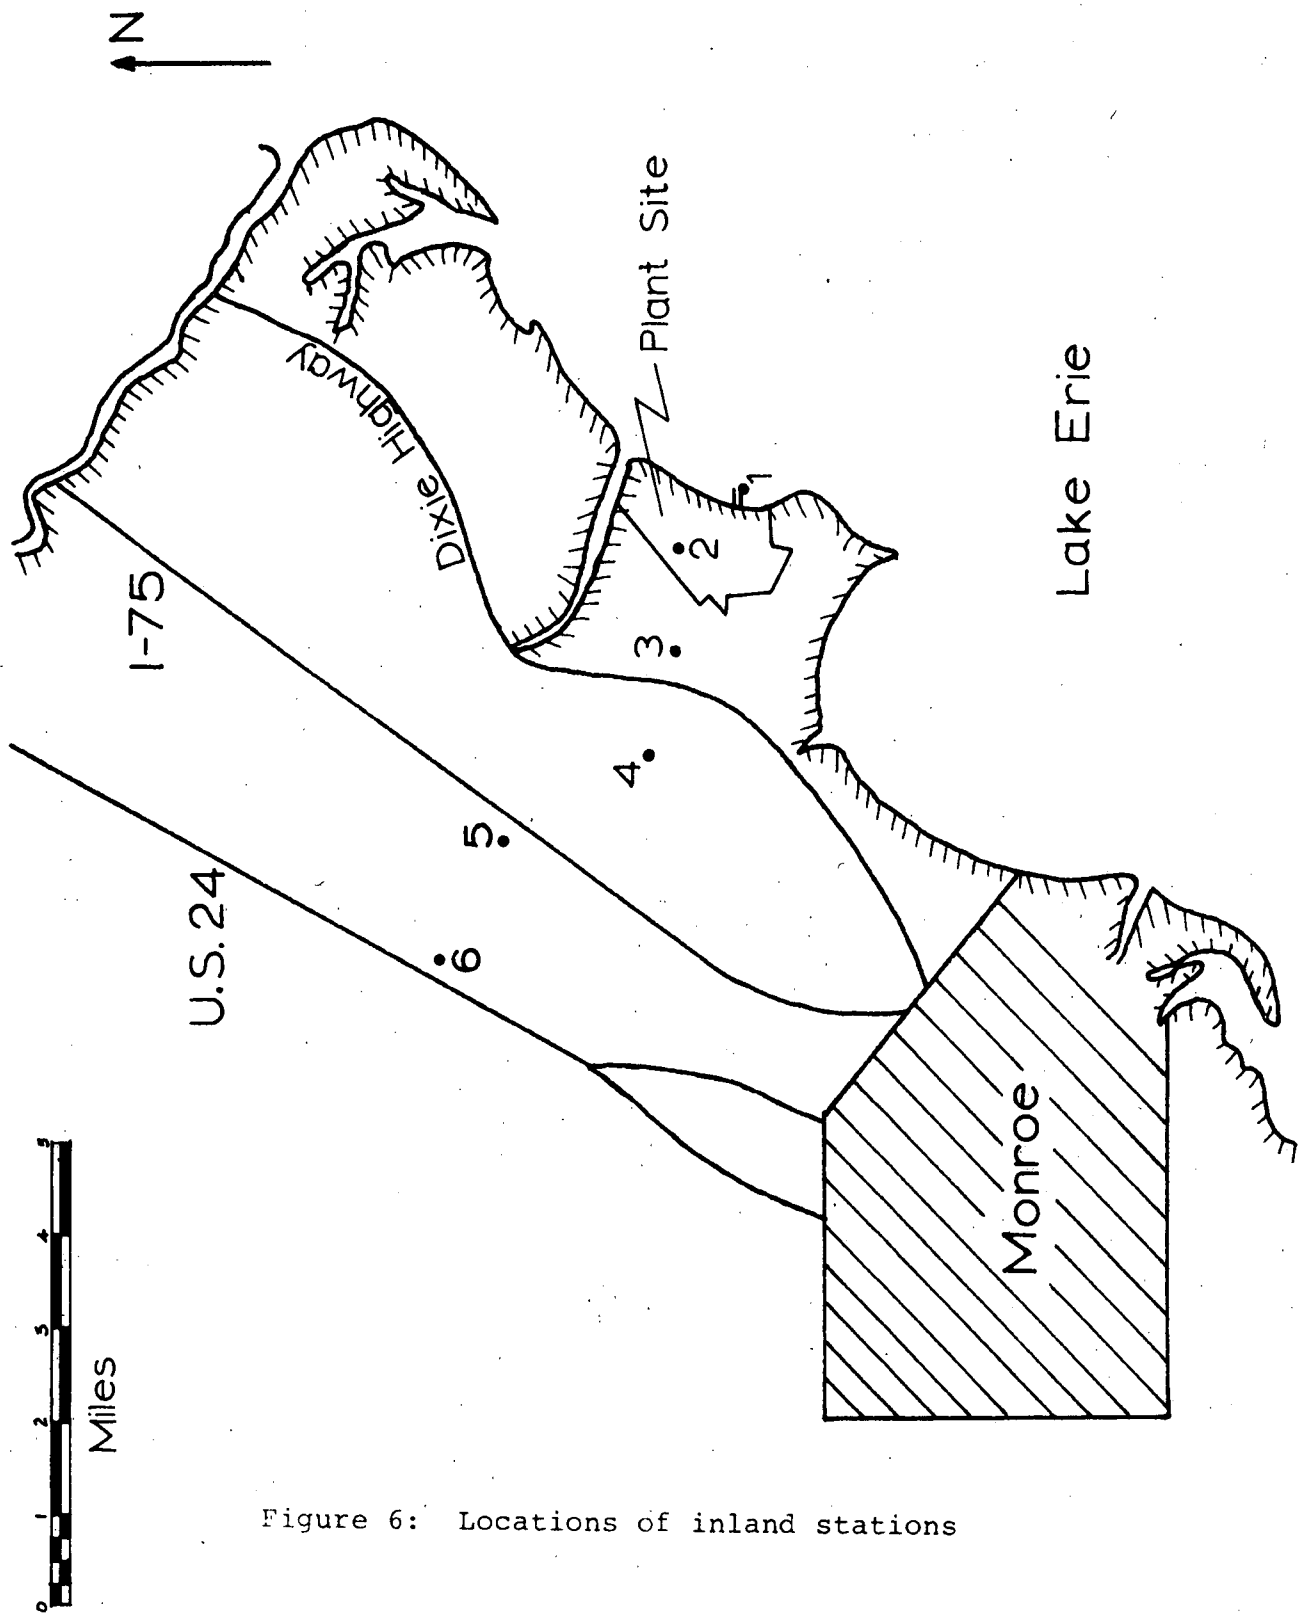 N
I-75
U.S. 24
Dixie Highway
Plant Site
1
2
3
4
5
6
Lake Erie
Monroe
0 1 2 3 4 5
Miles
Figure 6: Locations of inland stations